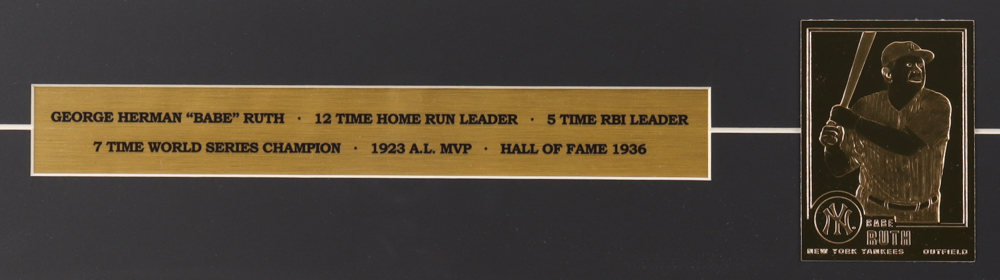 GEORGE HERMAN “BABE” RUTH · 12 TIME HOME RUN LEADER · 5 TIME RBI LEADER
7 TIME WORLD SERIES CHAMPION · 1923 A.L. MVP · HALL OF FAME 1936
NY
BABE
RUTH
NEW YORK YANKEES OUTFIELD